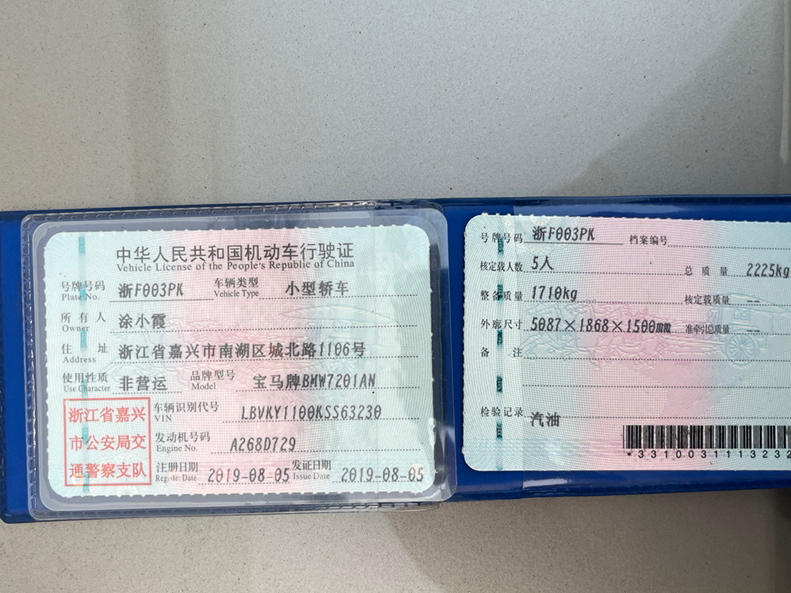 中华人民共和国机动车行驶证
Vehicle License of the People's Republic of China
号牌号码 浙F003PK 车辆类型 小型轿车
Plate No. Vehicle Type
所有人 涂小霞
Owner
住址 浙江省嘉兴市南湖区城北路1106号
Address
使用性质 非营运 品牌型号 宝马牌BMW7201AN
Use Character Model
浙江省嘉兴
市公安局交
通警察支队
车辆识别代号 LBVKY1100KSS63230
VIN
发动机号码 A268D729
Engine No.
注册日期 2019-08-05 发证日期 2019-08-05
Register Date Issue Date
号牌号码 浙F003PK 档案编号
核定载人数 5人 总质量 2225kg
整备质量 1710kg 核定载质量 --
外廓尺寸 5087×1868×1500mm 准牵引总质量 --
备注
检验记录 汽油
*3310031113232